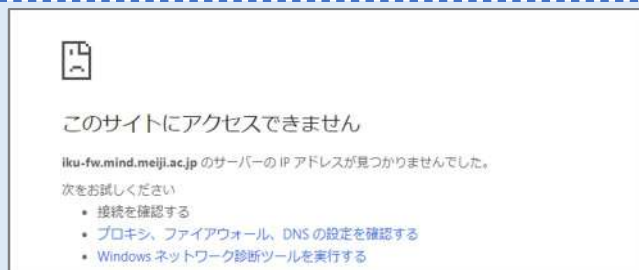 このサイトにアクセスできません
iku-fw.mind.meiji.ac.jp のサーバーの IP アドレスが見つかりませんでした。
次をお試しください
• 接続を確認する
• プロキシ、ファイアウォール、DNS の設定を確認する
• Windows ネットワーク診断ツールを実行する